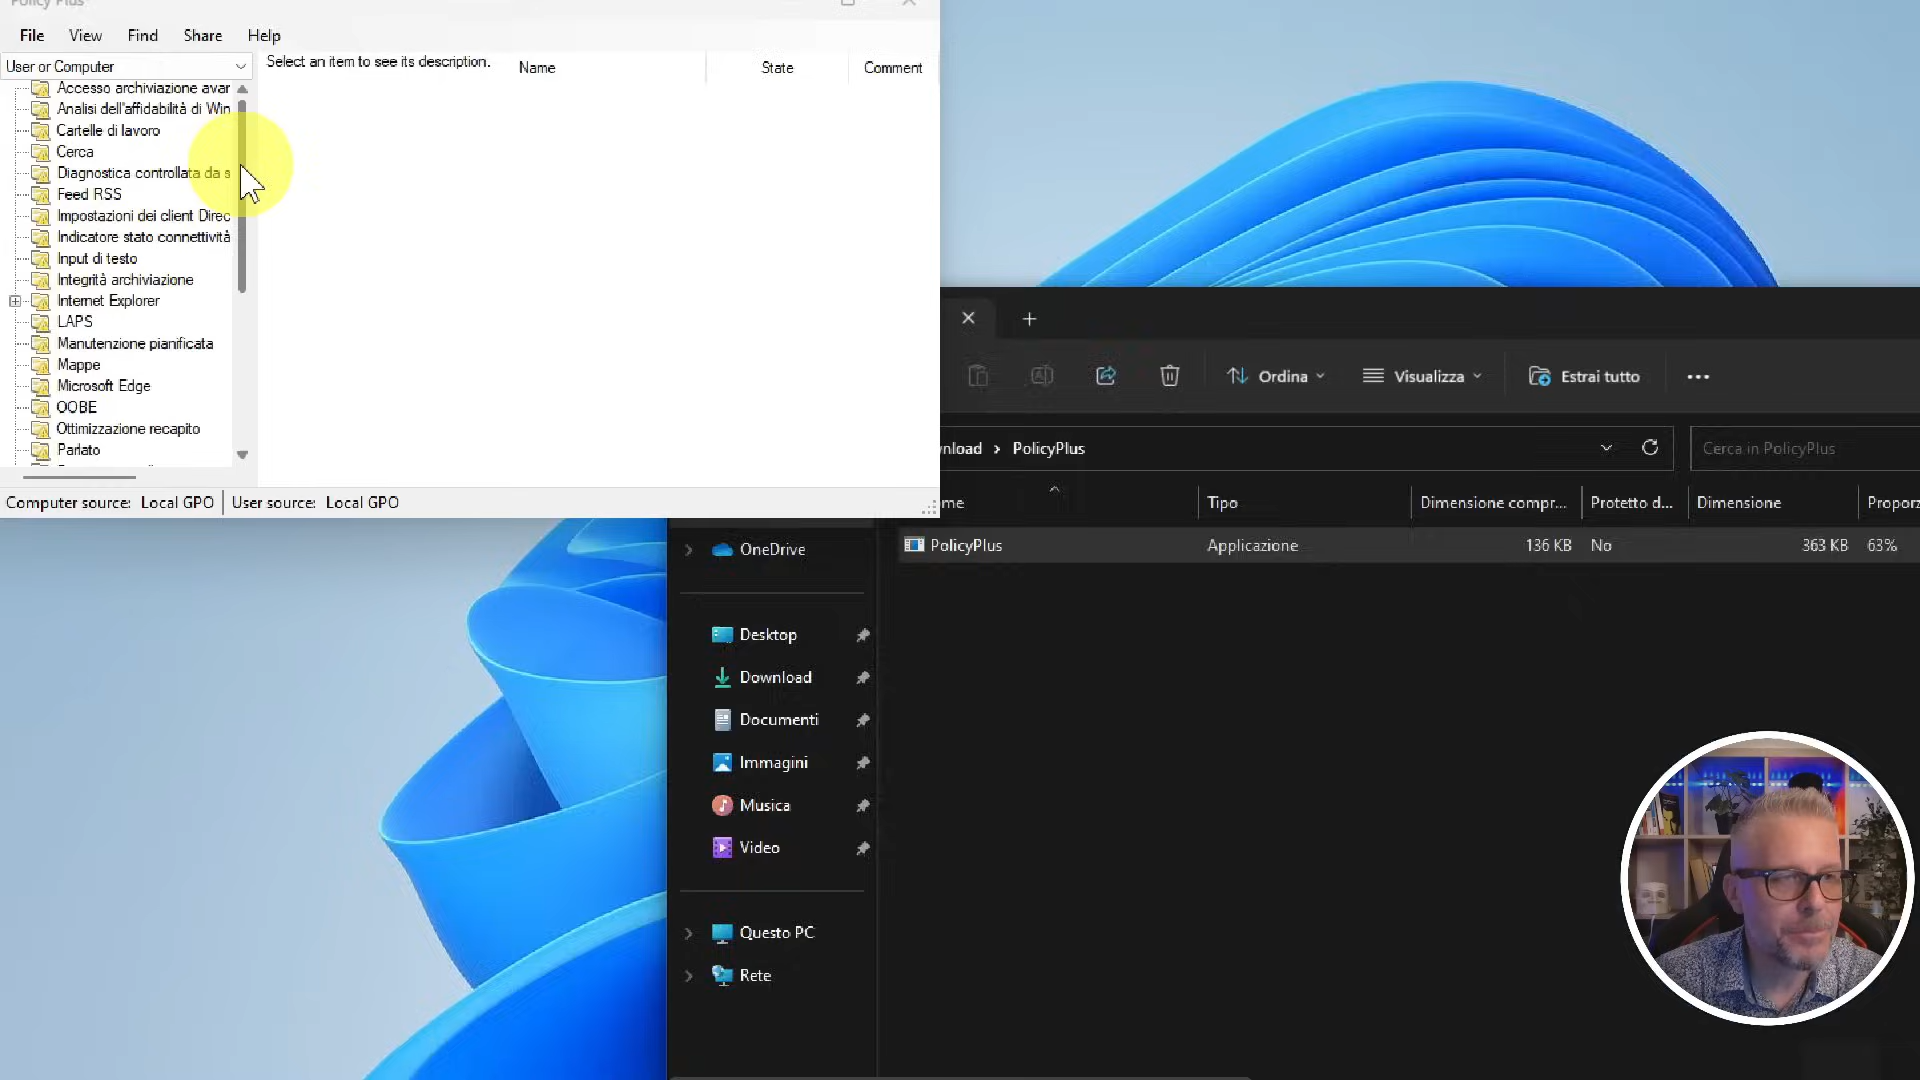 Policy Plus
File View Find Share Help
User or Computer
Select an item to see its description.
Name State Comment
Accesso archiviazione avar
Analisi dell'affidabilità di Win
Cartelle di lavoro
Cerca
Diagnostica controllata da s
Feed RSS
Impostazioni dei client Direc
Indicatore stato connettività
Input di testo
Integrità archiviazione
Internet Explorer
LAPS
Manutenzione pianificata
Mappe
Microsoft Edge
OOBE
Ottimizzazione recapito
Parlato
Computer source: Local GPO User source: Local GPO
Ordina Visualizza Estrai tutto
nload > PolicyPlus
Cerca in PolicyPlus
me Tipo Dimensione compr... Protetto d... Dimensione Proporz
PolicyPlus Applicazione 136 KB No 363 KB 63%
OneDrive
Desktop
Download
Documenti
Immagini
Musica
Video
Questo PC
Rete